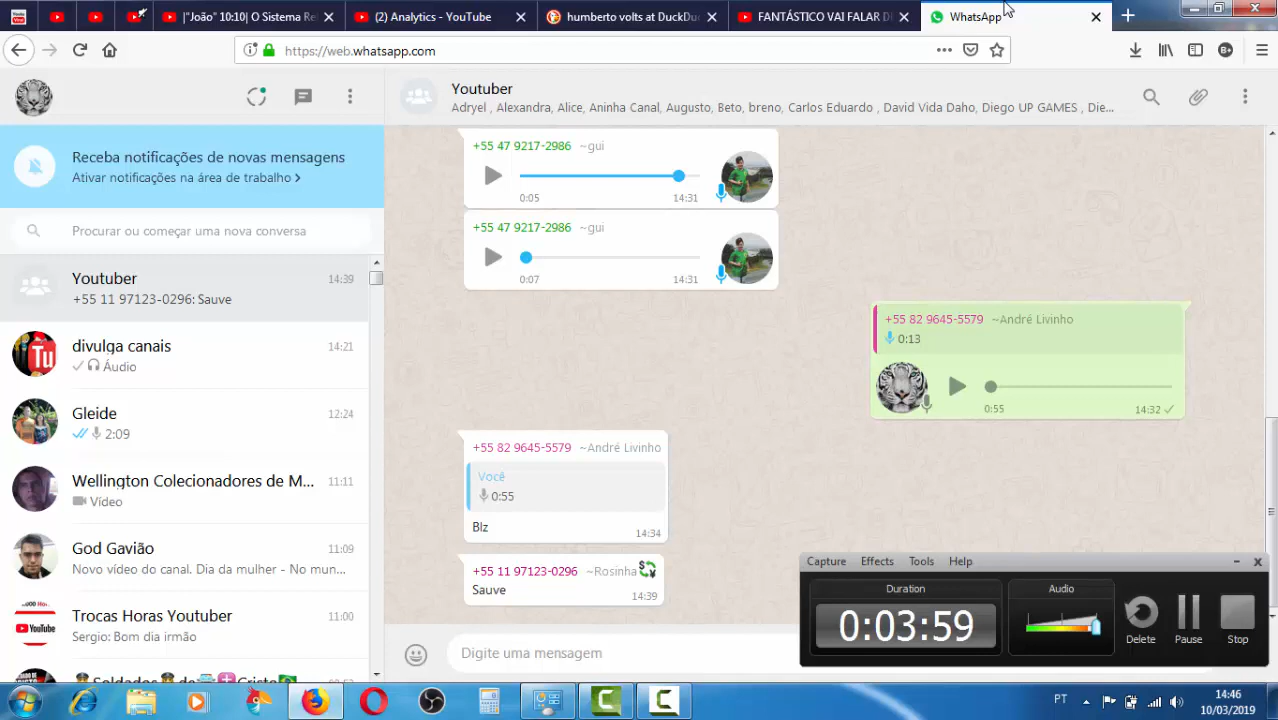 |"João" 10:10| O Sistema Rel
(2) Analytics - YouTube
humberto volts at DuckDuc
FANTÁSTICO VAI FALAR D
WhatsApp
https://web.whatsapp.com
Youtuber
Adryel , Alexandra, Alice, Aninha Canal, Augusto, Beto, breno, Carlos Eduardo , David Vida Daho, Diego UP GAMES , Die...
Receba notificações de novas mensagens
Ativar notificações na área de trabalho >
Procurar ou começar uma nova conversa
Youtuber 14:39
+55 11 97123-0296: Sauve
divulga canais 14:21
Áudio
Gleide 12:24
2:09
Wellington Colecionadores de M... 11:11
Vídeo
God Gavião 11:09
Novo vídeo do canal. Dia da mulher - No mun...
Trocas Horas Youtuber 11:00
Sergio: Bom dia irmão
+55 47 9217-2986 ~gui
0:05 14:31
+55 47 9217-2986 ~gui
0:07 14:31
+55 82 9645-5579 ~André Livinho
0:13
0:55 14:32
+55 82 9645-5579 ~André Livinho
Você
0:55
Blz
14:34
+55 11 97123-0296 ~Rosinha
Sauve
14:39
Digite uma mensagem
Capture Effects Tools Help
Duration
0:03:59
Audio
Delete
Pause
Stop
PT
14:46
10/03/2019